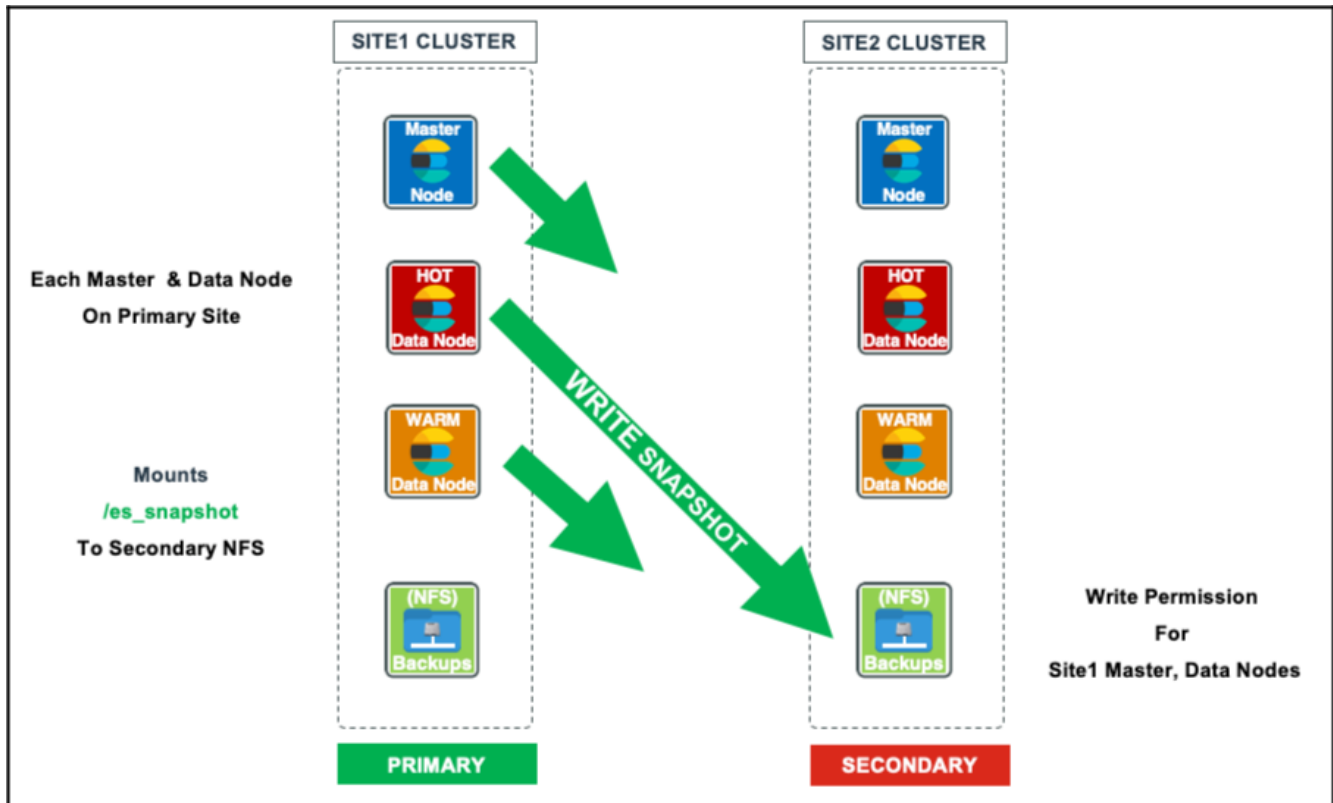 SITE1 CLUSTER
SITE2 CLUSTER
Master
Node
Master
Node
Each Master & Data Node
On Primary Site
HOT
Data Node
HOT
Data Node
WRITE SNAPSHOT
WARM
Data Node
WARM
Data Node
Mounts
/es_snapshot
To Secondary NFS
(NFS)
Backups
(NFS)
Backups
Write Permission
For
Site1 Master, Data Nodes
PRIMARY
SECONDARY